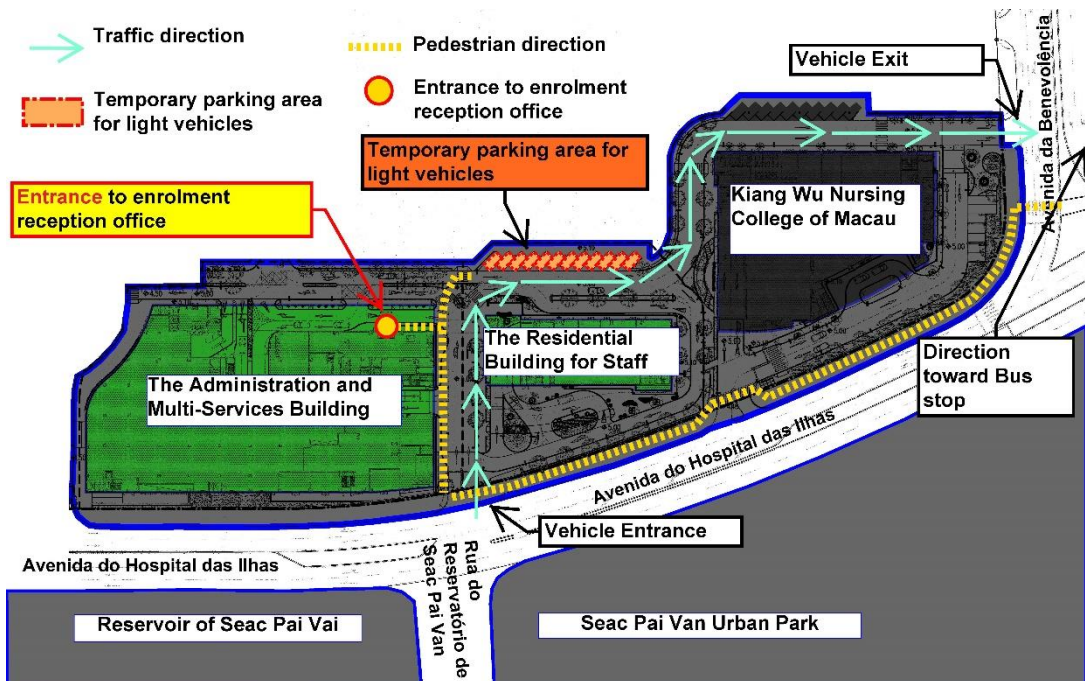 Traffic direction
Temporary parking area
for light vehicles
Pedestrian direction
Entrance to enrolment
reception office
Vehicle Exit
Avenida da Benevolência
Temporary parking area for
light vehicles
Entrance to enrolment
reception office
Kiang Wu Nursing
College of Macau
The Residential
Building for Staff
The Administration and
Multi-Services Building
Direction
toward Bus
stop
Avenida do Hospital das Ilhas
Vehicle Entrance
Avenida do Hospital das Ilhas
Rua do
Reservatório de
Seac Pai Van
Reservoir of Seac Pai Vai
Seac Pai Van Urban Park